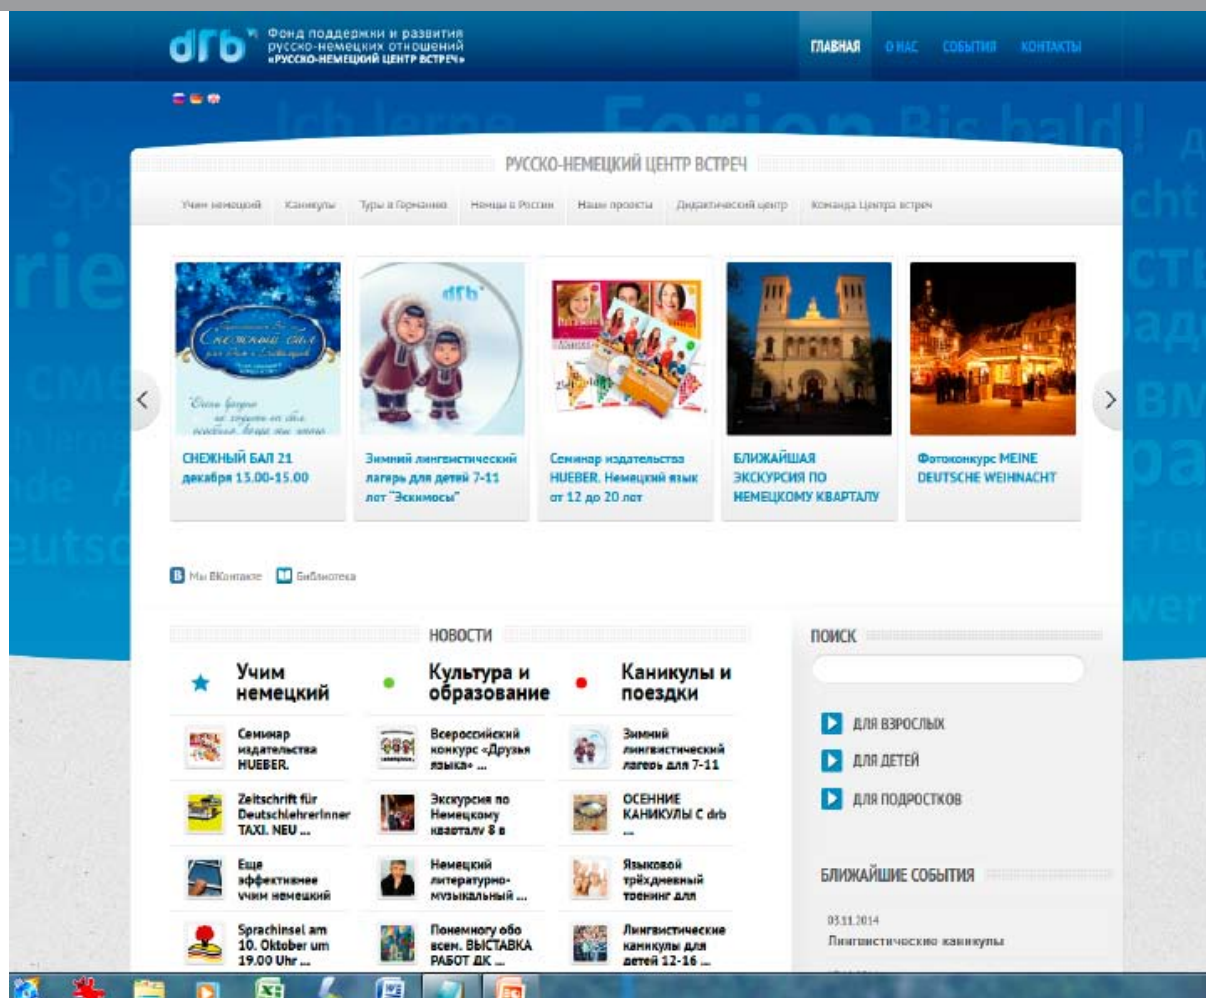 drb
Фонд поддержки и развития
русско-немецких отношений
«РУССКО-НЕМЕЦКИЙ ЦЕНТР ВСТРЕЧ»
ГЛАВНАЯ О НАС СОБЫТИЯ КОНТАКТЫ
Ich lerne Ferien Bis bald!
РУССКО-НЕМЕЦКИЙ ЦЕНТР ВСТРЕЧ
Учим немецкий Каникулы Туры в Германию Немцы в России Наши проекты Дидактический центр Команда Центра встреч
Снежный бал
drb
СНЕЖНЫЙ БАЛ 21
декабря 13.00-15.00
Зимний лингвистический
лагерь для детей 7-11
лет "Эскимосы"
Семинар издательства
HUEBER. Немецкий язык
от 12 до 20 лет
БЛИЖАЙШАЯ
ЭКСКУРСИЯ ПО
НЕМЕЦКОМУ КВАРТАЛУ
Фотоконкурс MEINE
DEUTSCHE WEIHNACHT
Мы ВКонтакте Библиотека
НОВОСТИ
Учим
немецкий
Семинар
издательства
HUEBER.
Zeitschrift für
DeutschlehrerInner
TAXI. NEU ...
Еще
эффективнее
учим немецкий
Sprachinsel am
10. Oktober um
19.00 Uhr ...
Культура и
образование
Всероссийский
конкурс «Друзья
языка» ...
Экскурсия по
Немецкому
кварталу 8 в
Немецкий
литературно-
музыкальный ...
Понемногу обо
всем. ВЫСТАВКА
РАБОТ ДК ...
Каникулы и
поездки
Зимний
лингвистический
лагерь для 7-11
ОСЕННИЕ
КАНИКУЛЫ С drb
...
Языковой
трёхдневный
тренинг для
Лингвистические
каникулы для
детей 12-16 ...
ПОИСК
ДЛЯ ВЗРОСЛЫХ
ДЛЯ ДЕТЕЙ
ДЛЯ ПОДРОСТКОВ
БЛИЖАЙШИЕ СОБЫТИЯ
03.11.2014
Лингвистические каникулы